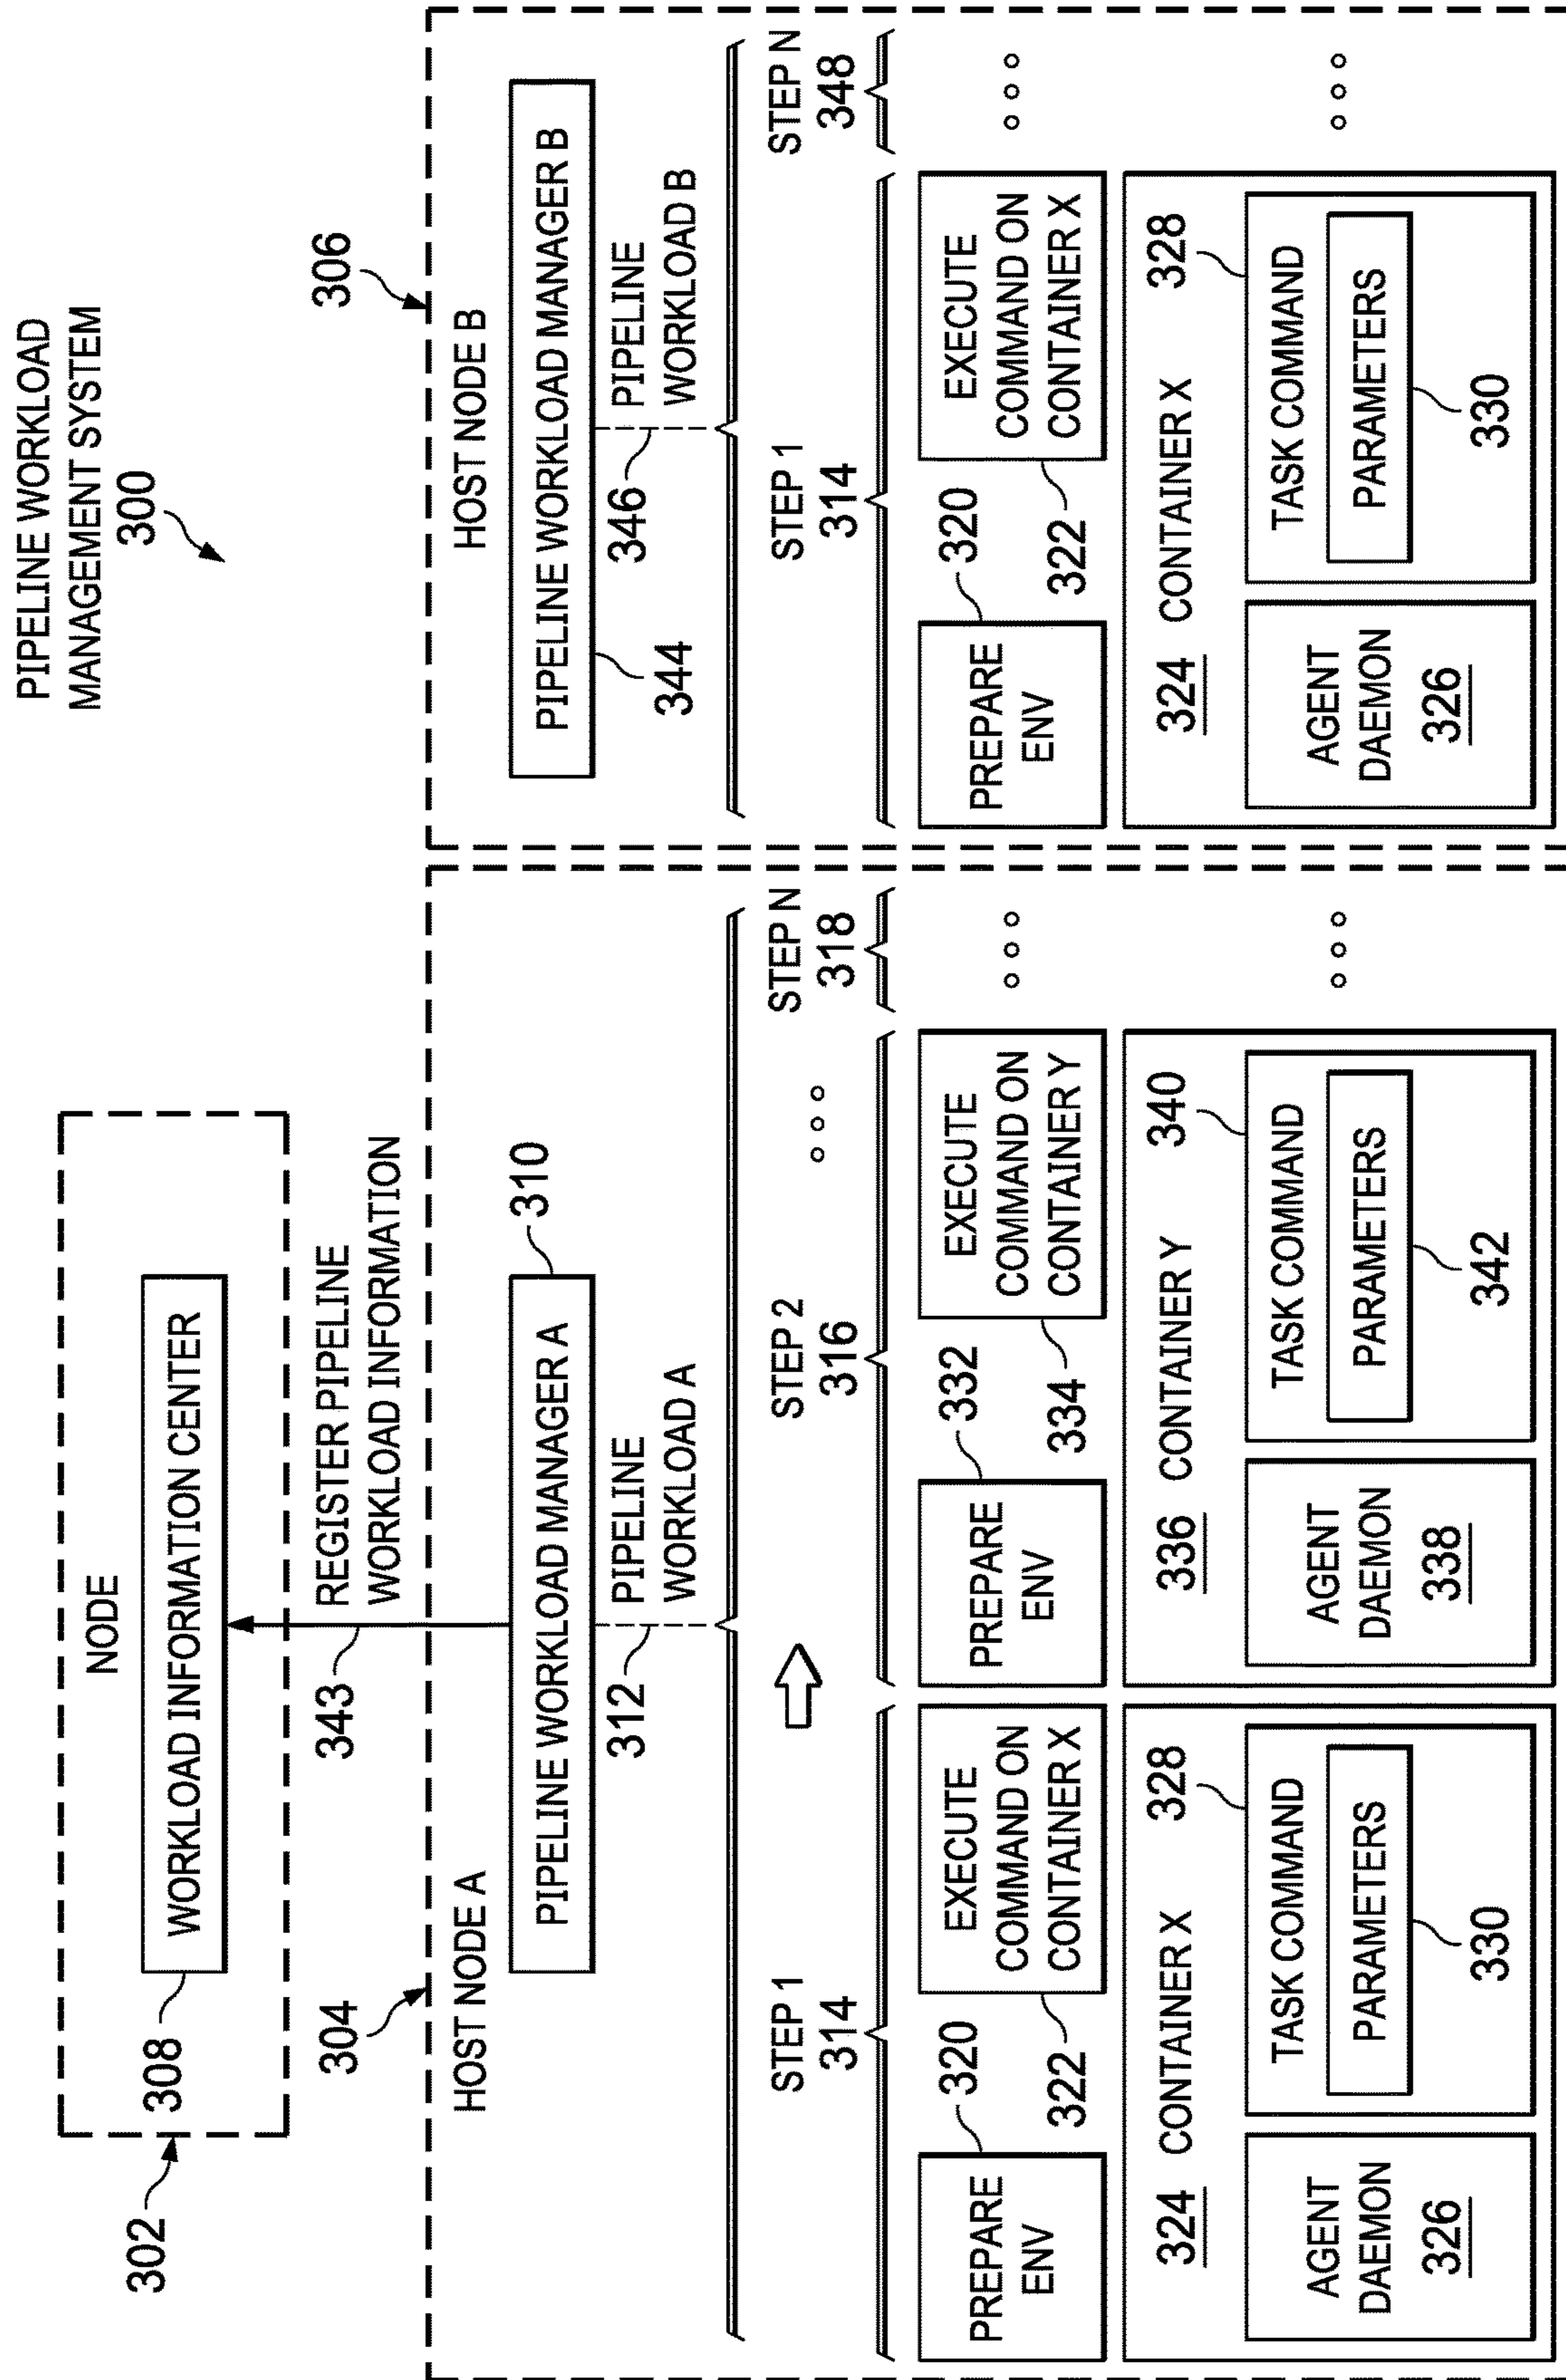 PIPELINE WORKLOAD
MANAGEMENT SYSTEM
300
302
NODE
308
WORKLOAD INFORMATION CENTER
304
343
REGISTER PIPELINE
WORKLOAD INFORMATION
306
HOST NODE A
PIPELINE WORKLOAD MANAGER A
310
312
PIPELINE
WORKLOAD A
STEP 1
314
STEP 2
316
STEP N
318
PREPARE
ENV
320
EXECUTE
COMMAND ON
CONTAINER X
322
PREPARE
ENV
332
EXECUTE
COMMAND ON
CONTAINER Y
334
324
CONTAINER X
328
AGENT
DAEMON
326
TASK COMMAND
PARAMETERS
330
336
CONTAINER Y
340
AGENT
DAEMON
338
TASK COMMAND
PARAMETERS
342
HOST NODE B
PIPELINE WORKLOAD MANAGER B
344
346
PIPELINE
WORKLOAD B
STEP 1
314
STEP N
348
PREPARE
ENV
320
EXECUTE
COMMAND ON
CONTAINER X
322
324
CONTAINER X
328
AGENT
DAEMON
326
TASK COMMAND
PARAMETERS
330